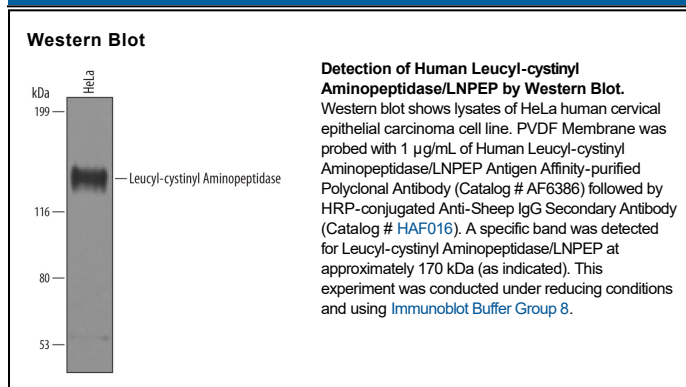 Western Blot
kDa
HeLa
199
Leucyl-cystinyl Aminopeptidase
116
80
53
Detection of Human Leucyl-cystinyl
Aminopeptidase/LNPEP by Western Blot.
Western blot shows lysates of HeLa human cervical
epithelial carcinoma cell line. PVDF Membrane was
probed with 1 µg/mL of Human Leucyl-cystinyl
Aminopeptidase/LNPEP Antigen Affinity-purified
Polyclonal Antibody (Catalog # AF6386) followed by
HRP-conjugated Anti-Sheep IgG Secondary Antibody
(Catalog # HAF016). A specific band was detected
for Leucyl-cystinyl Aminopeptidase/LNPEP at
approximately 170 kDa (as indicated). This
experiment was conducted under reducing conditions
and using Immunoblot Buffer Group 8.